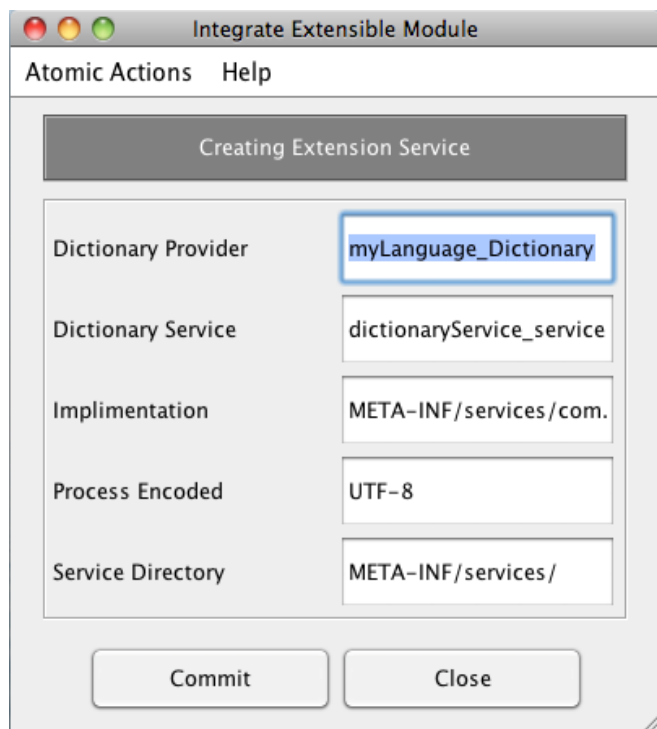 Integrate Extensible Module
Atomic Actions Help
Creating Extension Service
Dictionary Provider myLanguage_Dictionary
Dictionary Service dictionaryService_service
Implimentation META-INF/services/com.
Process Encoded UTF-8
Service Directory META-INF/services/
Commit Close